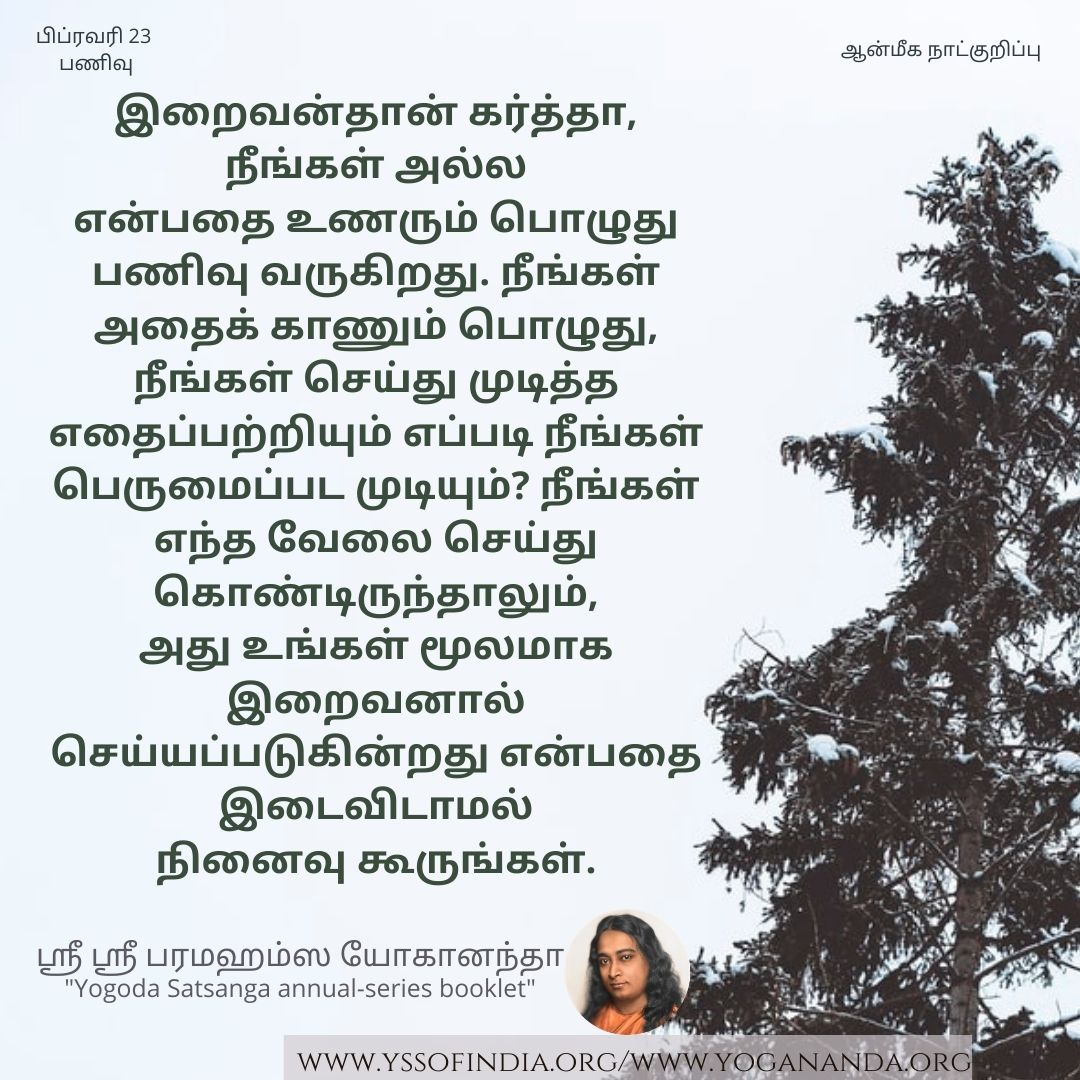 பிப்ரவரி 23
பணிவு
ஆன்மீக நாட்குறிப்பு
இறைவன்தான் கர்த்தா,
நீங்கள் அல்ல
என்பதை உணரும் பொழுது
பணிவு வருகிறது. நீங்கள்
அதைக் காணும் பொழுது,
நீங்கள் செய்து முடித்த
எதைப்பற்றியும் எப்படி நீங்கள்
பெருமைப்பட முடியும்? நீங்கள்
எந்த வேலை செய்து
கொண்டிருந்தாலும்,
அது உங்கள் மூலமாக
இறைவனால்
செய்யப்படுகின்றது என்பதை
இடைவிடாமல்
நினைவு கூருங்கள்.
ஸ்ரீ ஸ்ரீ பரமஹம்ஸ யோகானந்தா
"Yogoda Satsanga annual-series booklet"
WWW.YSSOFINDIA.ORG/WWW.YOGANANDA.ORG